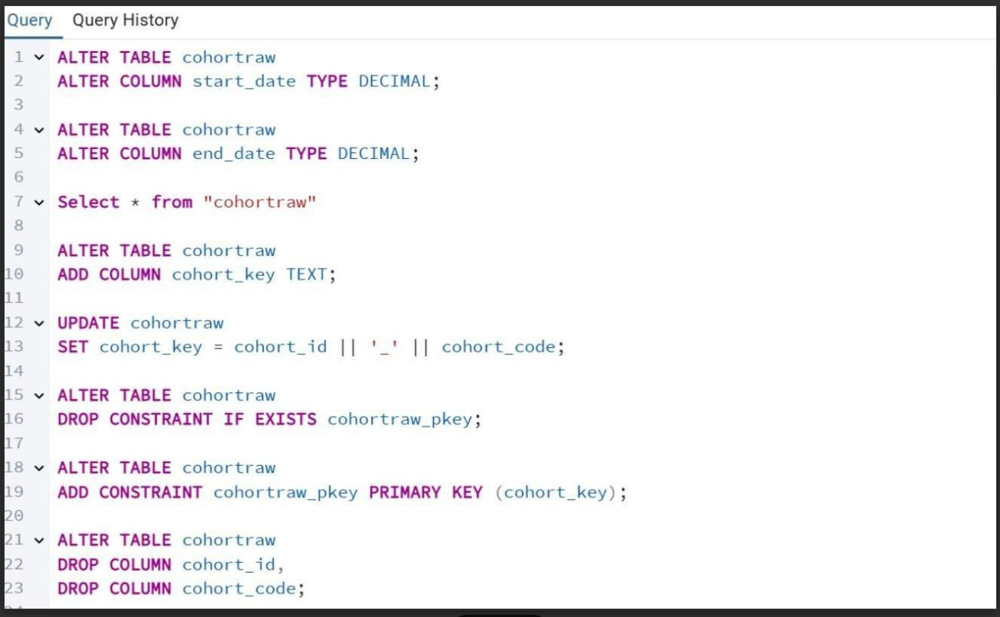 Query Query History
1 ALTER TABLE cohortraw
2 ALTER COLUMN start_date TYPE DECIMAL;
3
4 ALTER TABLE cohortraw
5 ALTER COLUMN end_date TYPE DECIMAL;
6
7 Select * from "cohortraw"
8
9 ALTER TABLE cohortraw
10 ADD COLUMN cohort_key TEXT;
11
12 UPDATE cohortraw
13 SET cohort_key = cohort_id || '_' || cohort_code;
14
15 ALTER TABLE cohortraw
16 DROP CONSTRAINT IF EXISTS cohortraw_pkey;
17
18 ALTER TABLE cohortraw
19 ADD CONSTRAINT cohortraw_pkey PRIMARY KEY (cohort_key);
20
21 ALTER TABLE cohortraw
22 DROP COLUMN cohort_id,
23 DROP COLUMN cohort_code;